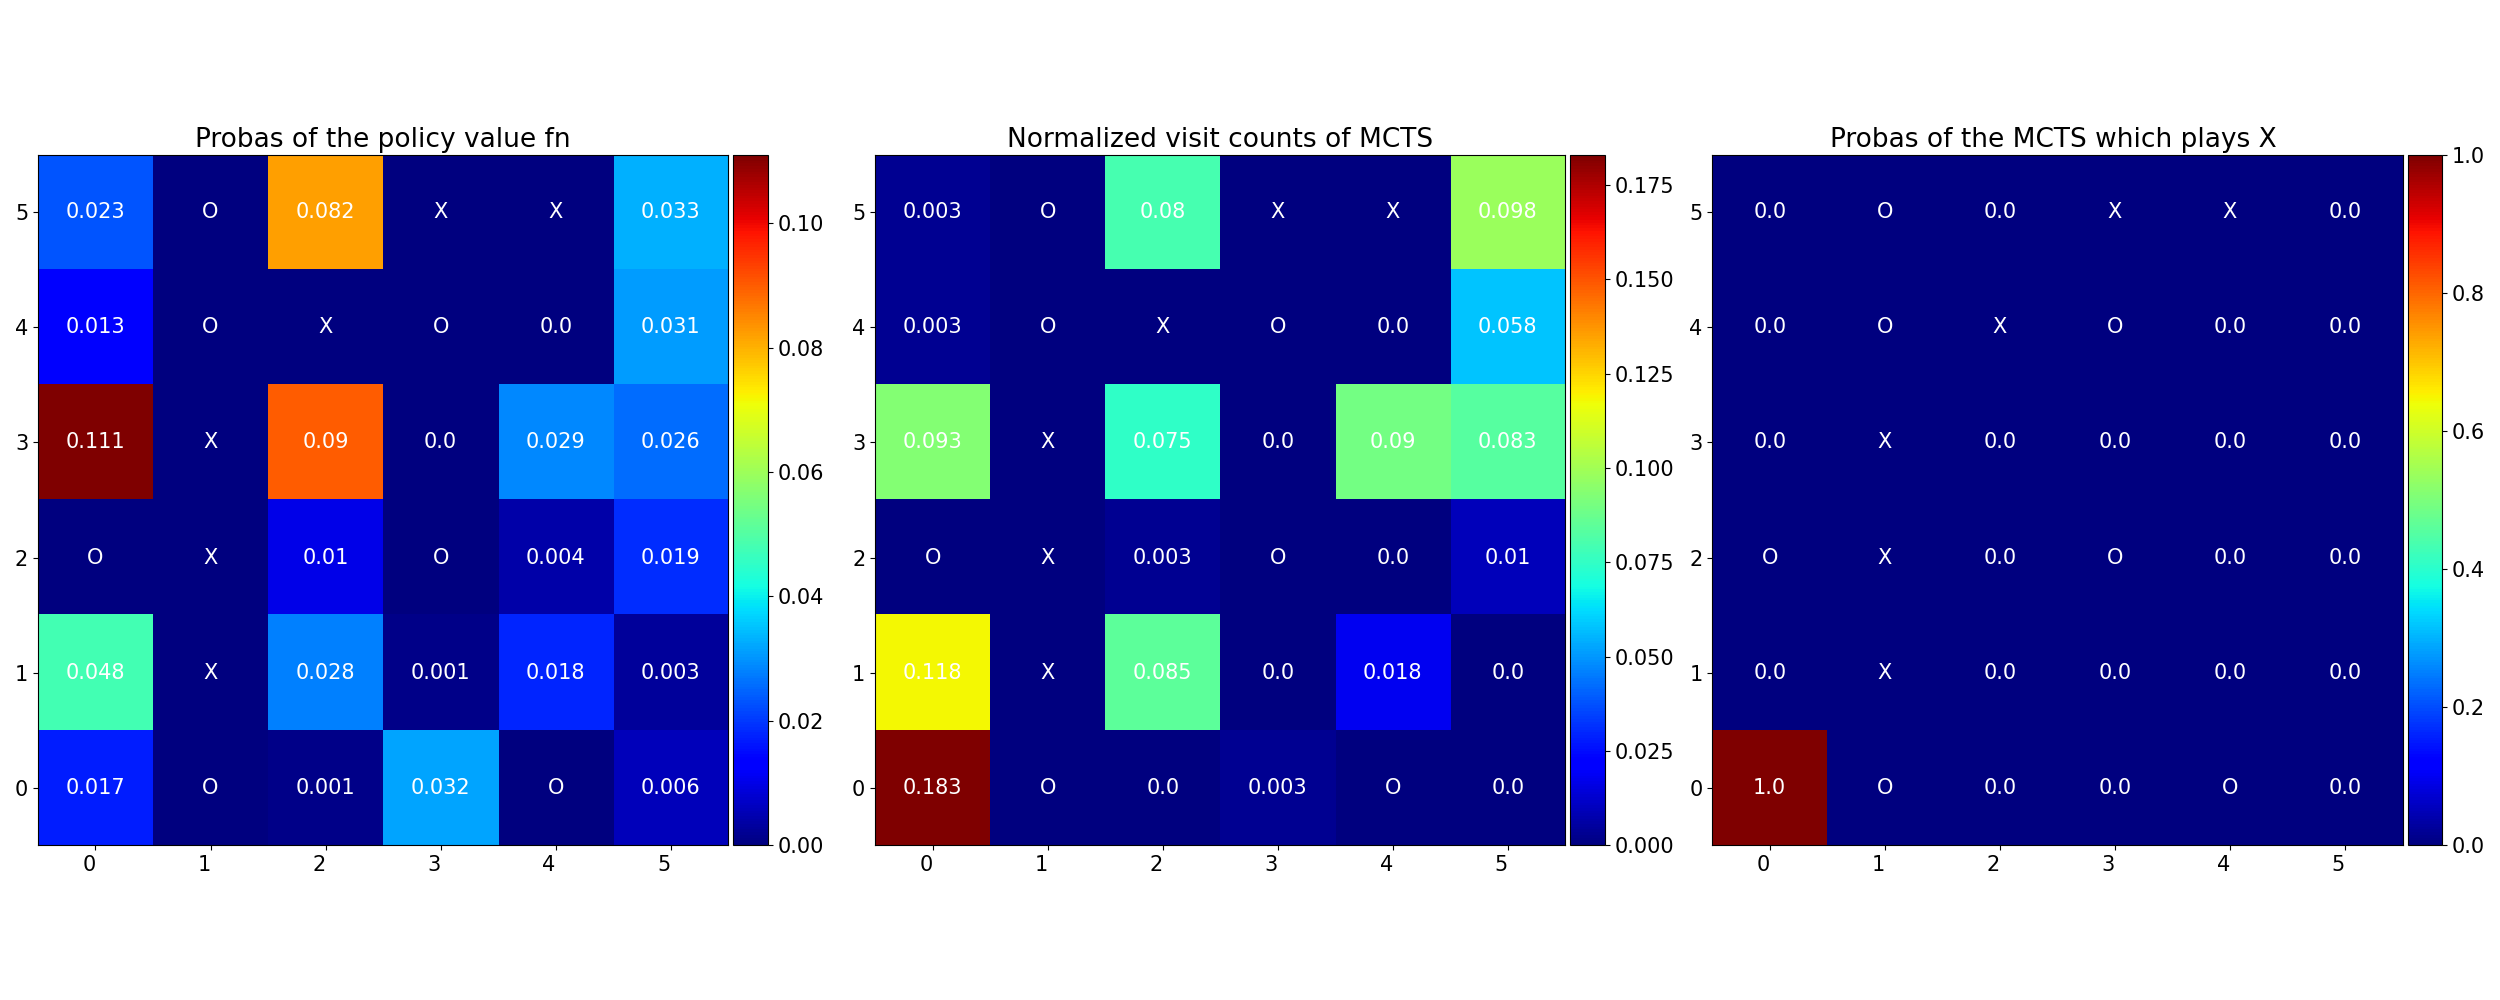 Probas of the policy value fn
5 0.023 O 0.082 X X 0.033
4 0.013 O X O 0.0 0.031
3 0.111 X 0.09 0.0 0.029 0.026
2 O X 0.01 O 0.004 0.019
1 0.048 X 0.028 0.001 0.018 0.003
0 0.017 O 0.001 0.032 O 0.006
0 1 2 3 4 5
0.10
0.08
0.06
0.04
0.02
0.00
Normalized visit counts of MCTS
5 0.003 O 0.08 X X 0.098
4 0.003 O X O 0.0 0.058
3 0.093 X 0.075 0.0 0.09 0.083
2 O X 0.003 O 0.0 0.01
1 0.118 X 0.085 0.0 0.018 0.0
0 0.183 O 0.0 0.003 O 0.0
0 1 2 3 4 5
0.175
0.150
0.125
0.100
0.075
0.050
0.025
0.000
Probas of the MCTS which plays X
5 0.0 O 0.0 X X 0.0
4 0.0 O X O 0.0 0.0
3 0.0 X 0.0 0.0 0.0 0.0
2 O X 0.0 O 0.0 0.0
1 0.0 X 0.0 0.0 0.0 0.0
0 1.0 O 0.0 0.0 O 0.0
0 1 2 3 4 5
1.0
0.8
0.6
0.4
0.2
0.0